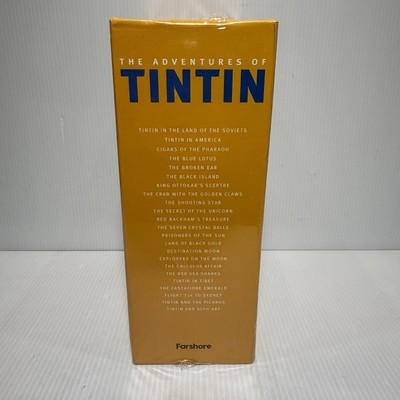 THE ADVENTURES OF
TINTIN
TINTIN IN THE LAND OF THE SOVIETS
TINTIN IN AMERICA
CIGARS OF THE PHARAOH
THE BLUE LOTUS
THE BROKEN EAR
THE BLACK ISLAND
KING OTTOKAR'S SCEPTRE
THE CRAB WITH THE GOLDEN CLAWS
THE SHOOTING STAR
THE SECRET OF THE UNICORN
RED RACKHAM'S TREASURE
THE SEVEN CRYSTAL BALLS
PRISONERS OF THE SUN
LAND OF BLACK GOLD
DESTINATION MOON
EXPLORERS ON THE MOON
THE CALCULUS AFFAIR
THE RED SEA SHARKS
TINTIN IN TIBET
THE CASTAFIORE EMERALD
FLIGHT 714 TO SYDNEY
TINTIN AND THE PICAROS
TINTIN AND ALPH-ART
Farshore